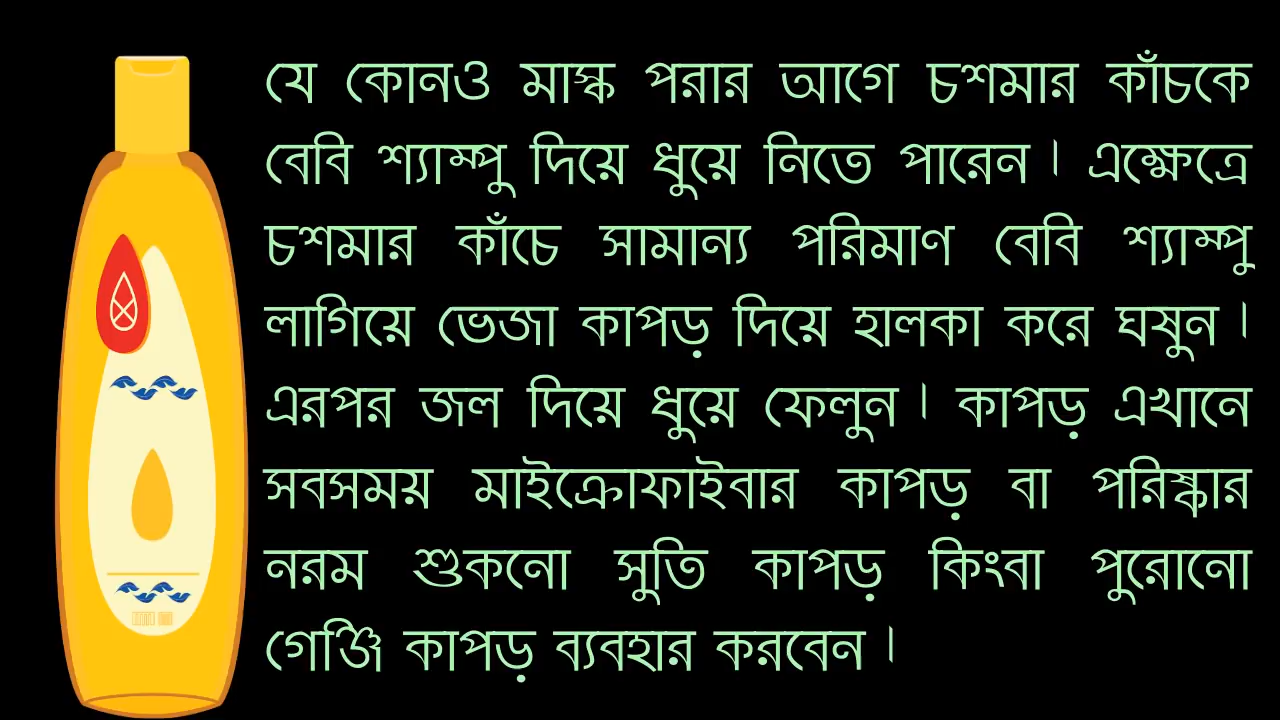 যে কোনও মাস্ক পরার আগে চশমার কাঁচকে
বেবি শ্যাম্পু দিয়ে ধুয়ে নিতে পারেন। এক্ষেত্রে
চশমার কাঁচে সামান্য পরিমাণ বেবি শ্যাম্পু
লাগিয়ে ভেজা কাপড় দিয়ে হালকা করে ঘষুন।
এরপর জল দিয়ে ধুয়ে ফেলুন। কাপড় এখানে
সবসময় মাইক্রোফাইবার কাপড় বা পরিস্কার
নরম শুকনো সুতি কাপড় কিংবা পুরোনো
গেঞ্জি কাপড় ব্যবহার করবেন।